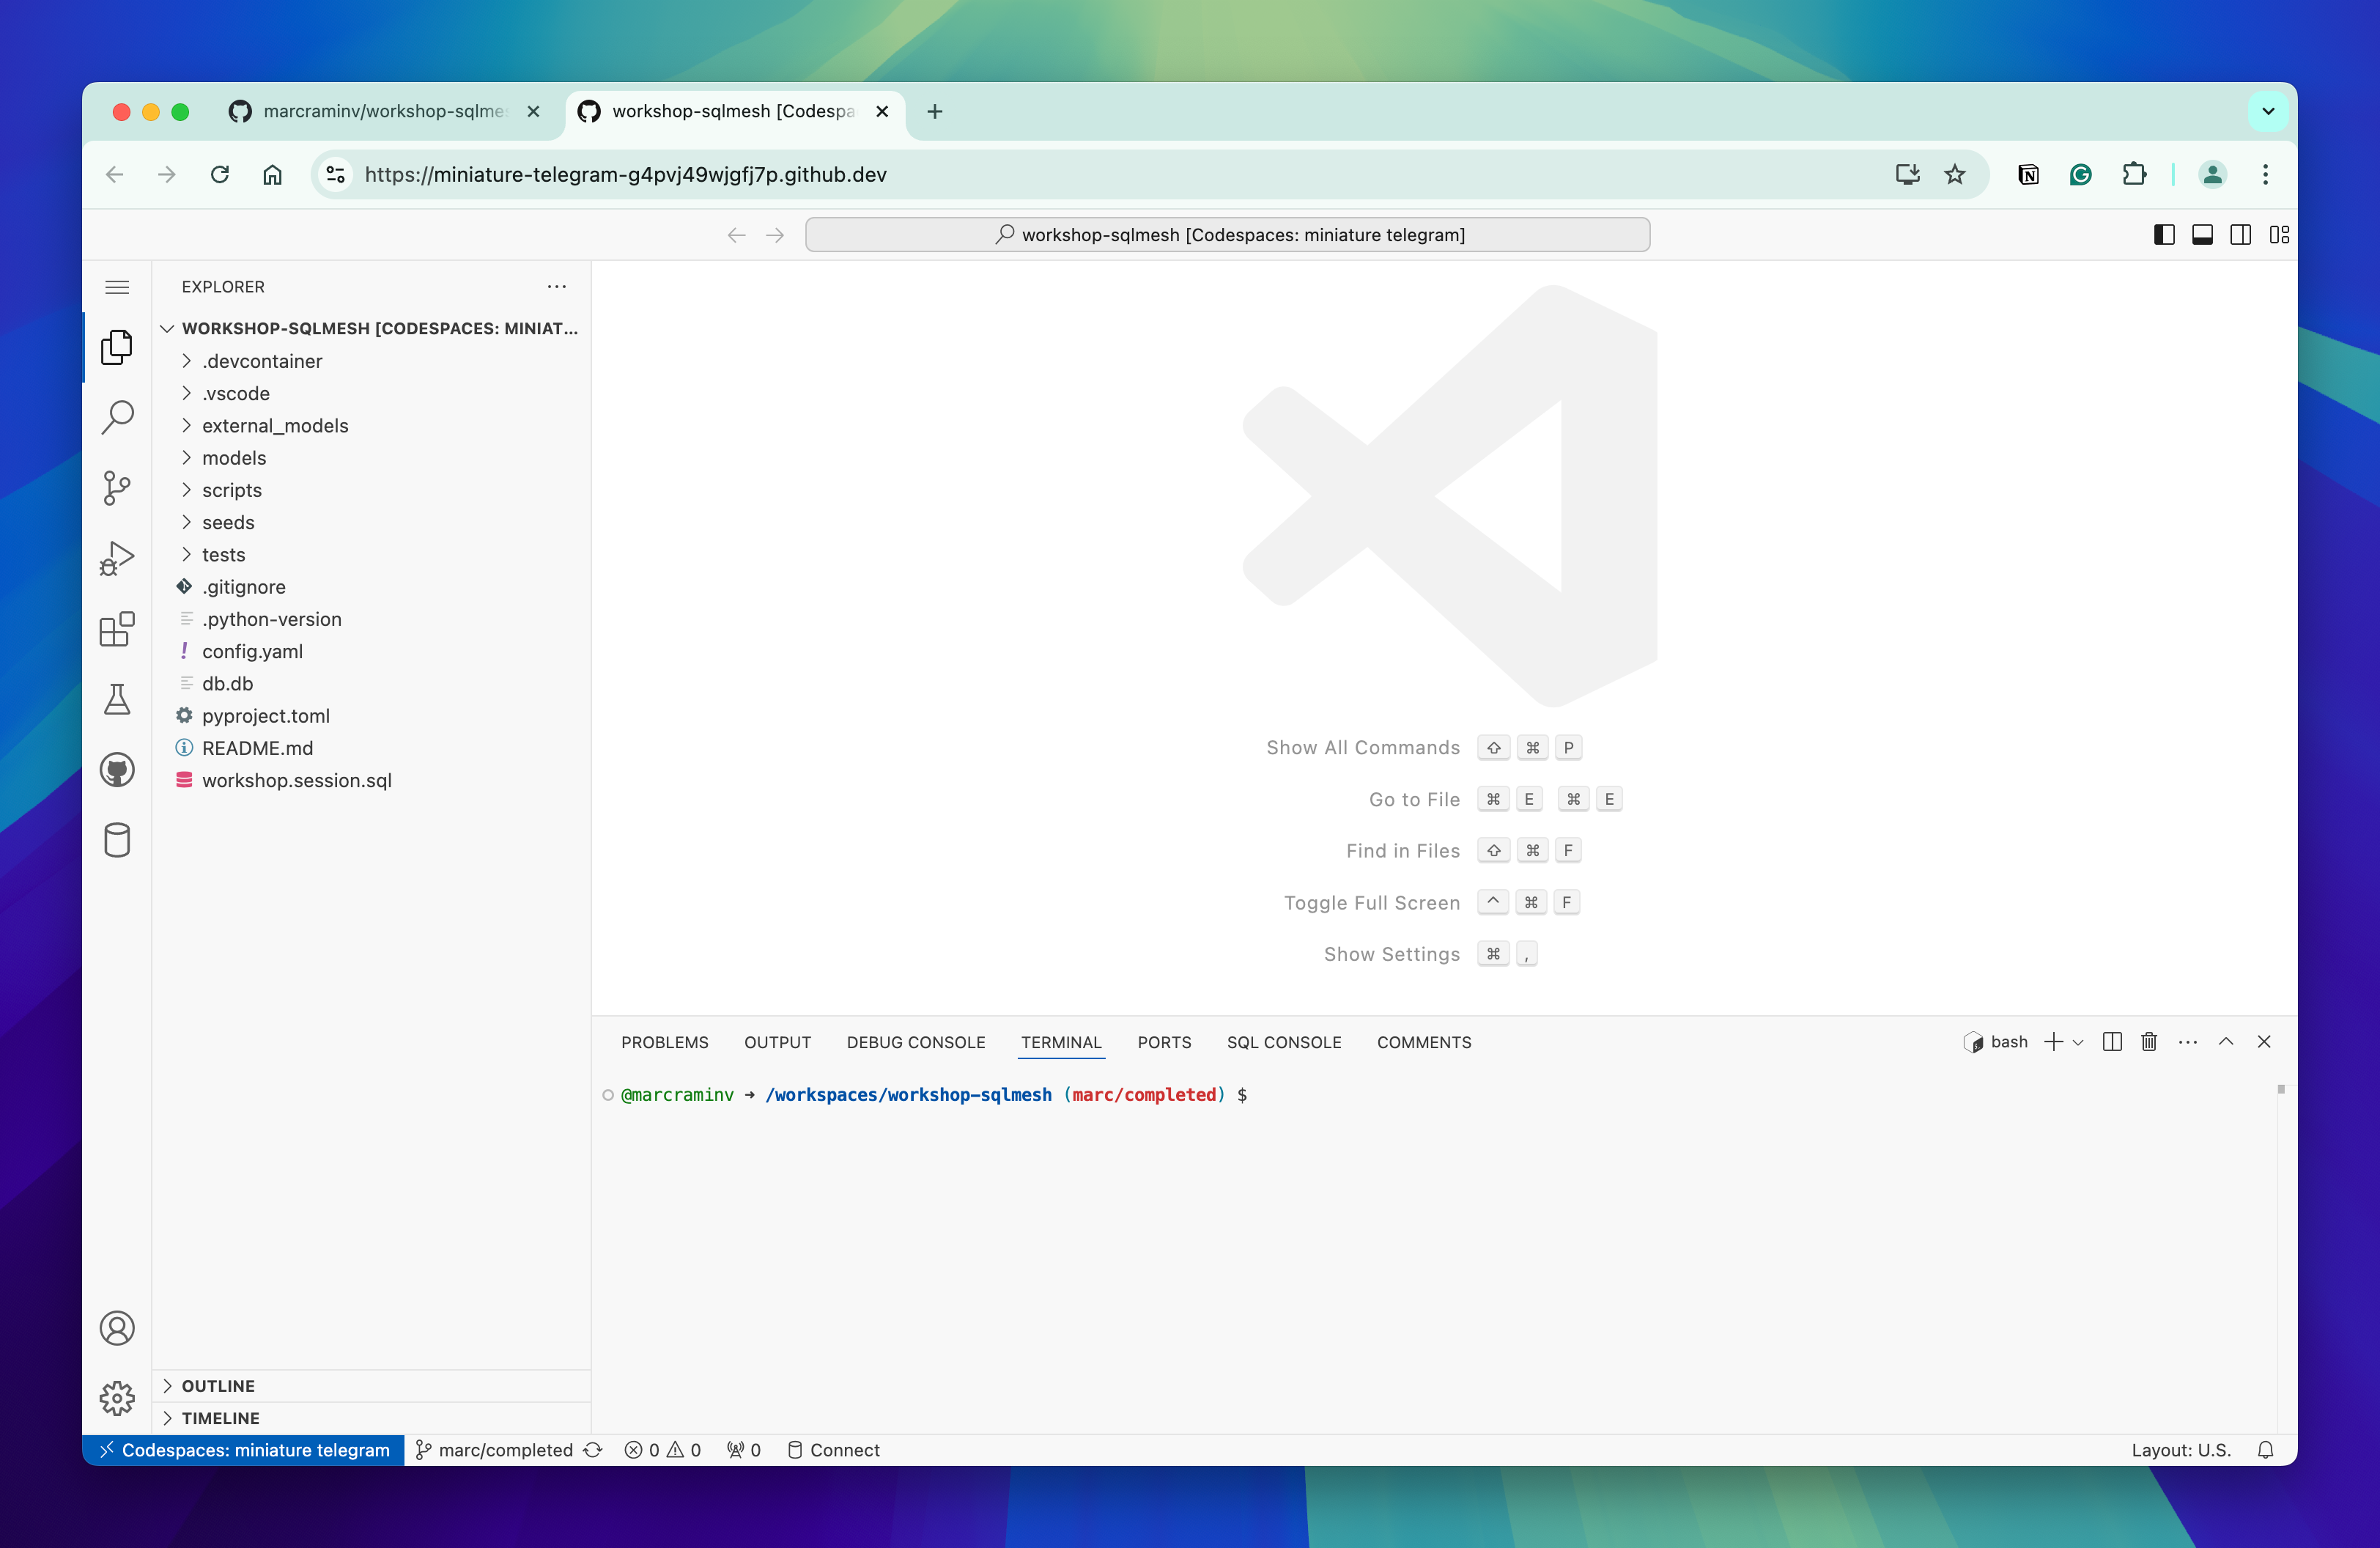 marcraminv/workshop-sqlmes
workshop-sqlmesh [Codespa
https://miniature-telegram-g4pvj49wjgfj7p.github.dev
workshop-sqlmesh [Codespaces: miniature telegram]
EXPLORER
WORKSHOP-SQLMESH [CODESPACES: MINIAT...
.devcontainer
.vscode
external_models
models
scripts
seeds
tests
.gitignore
.python-version
! config.yaml
db.db
pyproject.toml
README.md
workshop.session.sql
OUTLINE
TIMELINE
Show All Commands ⇧ ⌘ P
Go to File ⌘ E ⌘ E
Find in Files ⇧ ⌘ F
Toggle Full Screen ^ ⌘ F
Show Settings ⌘ ,
PROBLEMS OUTPUT DEBUG CONSOLE TERMINAL PORTS SQL CONSOLE COMMENTS bash
@marcraminv ➜ /workspaces/workshop-sqlmesh (marc/completed) $
Codespaces: miniature telegram marc/completed 0 0 0 Connect Layout: U.S.